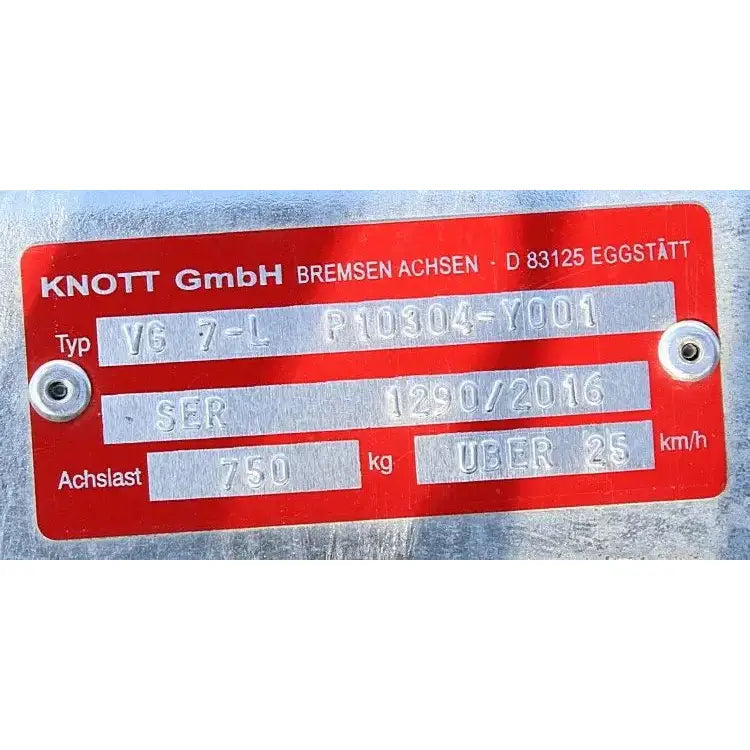 KNOTT GmbH BREMSEN ACHSEN - D 83125 EGGSTÄTT
Typ VG 7-L P10304-Y001
SER 1290/2016
Achslast 750 kg UBER 25 km/h